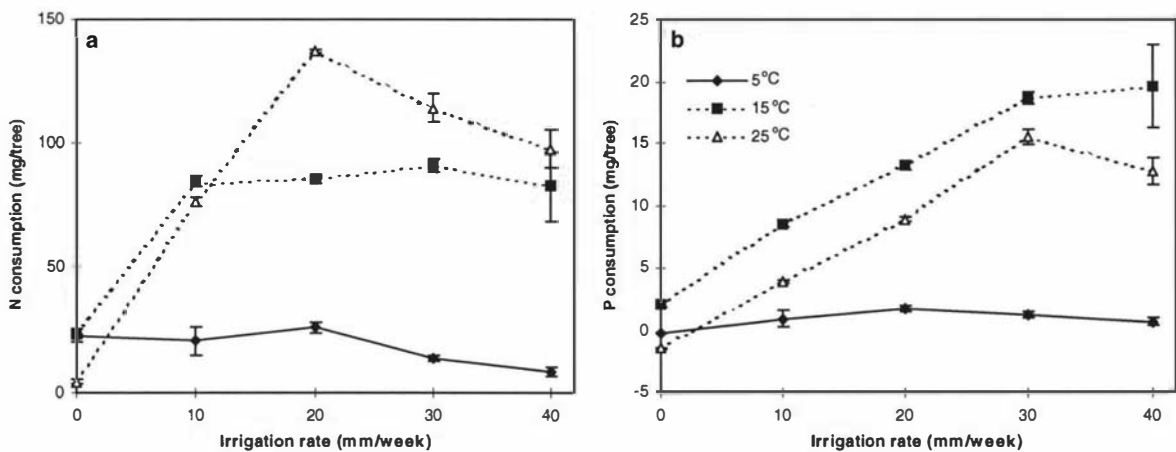 a
150
100
50
0
N consumption (mg/tree)
0 10 20 30 40
Irrigation rate (mm/week)
b
25
20
15
10
5
0
-5
P consumption (mg/tree)
5°C
15°C
25°C
0 10 20 30 40
Irrigation rate (mm/week)